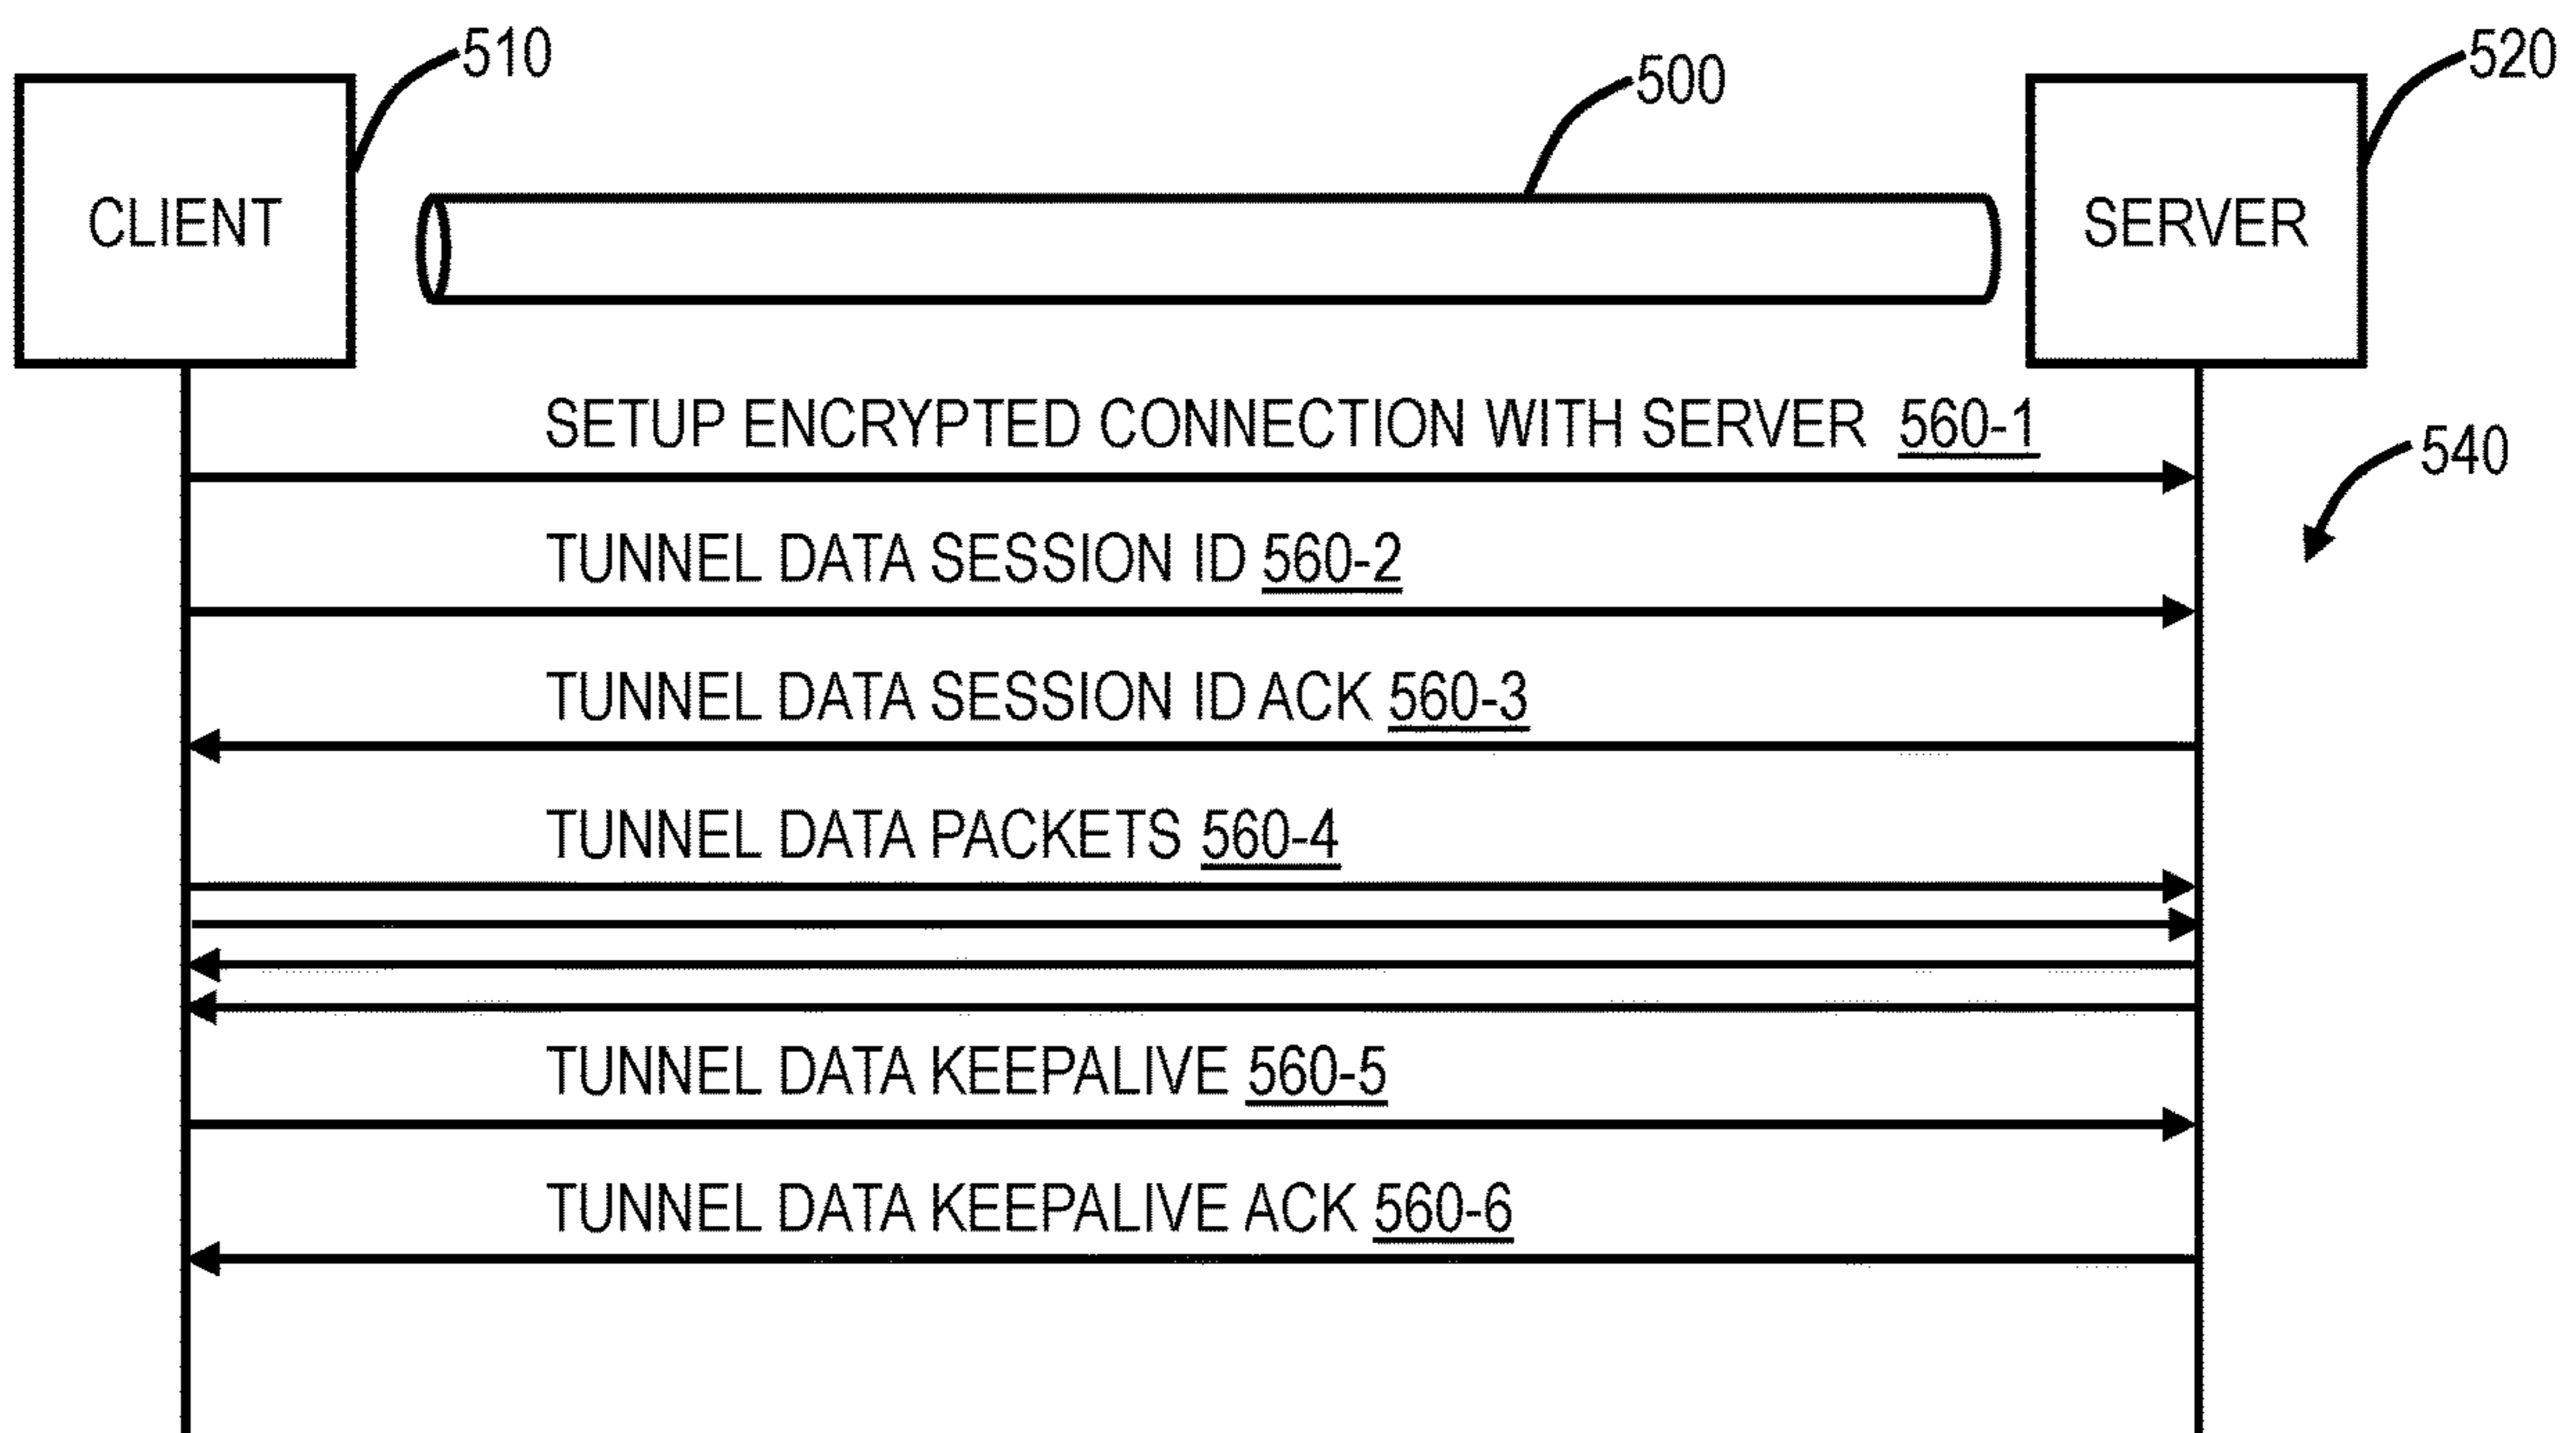 510
500
520
CLIENT
SERVER
SETUP ENCRYPTED CONNECTION WITH SERVER 560-1
540
TUNNEL DATA SESSION ID 560-2
TUNNEL DATA SESSION ID ACK 560-3
TUNNEL DATA PACKETS 560-4
TUNNEL DATA KEEPALIVE 560-5
TUNNEL DATA KEEPALIVE ACK 560-6